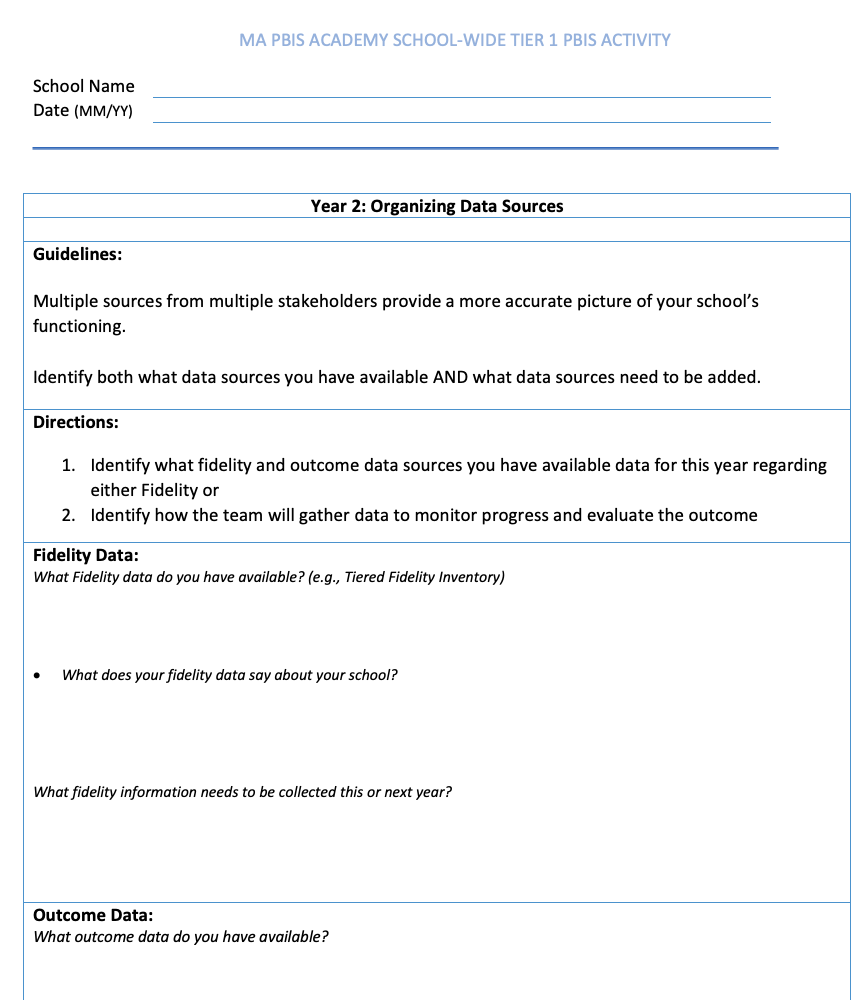 MA PBIS ACADEMY SCHOOL-WIDE TIER 1 PBIS ACTIVITY
School Name
Date (MM/YY)
Year 2: Organizing Data Sources
Guidelines:
Multiple sources from multiple stakeholders provide a more accurate picture of your school’s
functioning.
Identify both what data sources you have available AND what data sources need to be added.
Directions:
1. Identify what fidelity and outcome data sources you have available data for this year regarding
either Fidelity or
2. Identify how the team will gather data to monitor progress and evaluate the outcome
Fidelity Data:
What Fidelity data do you have available? (e.g., Tiered Fidelity Inventory)
• What does your fidelity data say about your school?
What fidelity information needs to be collected this or next year?
Outcome Data:
What outcome data do you have available?